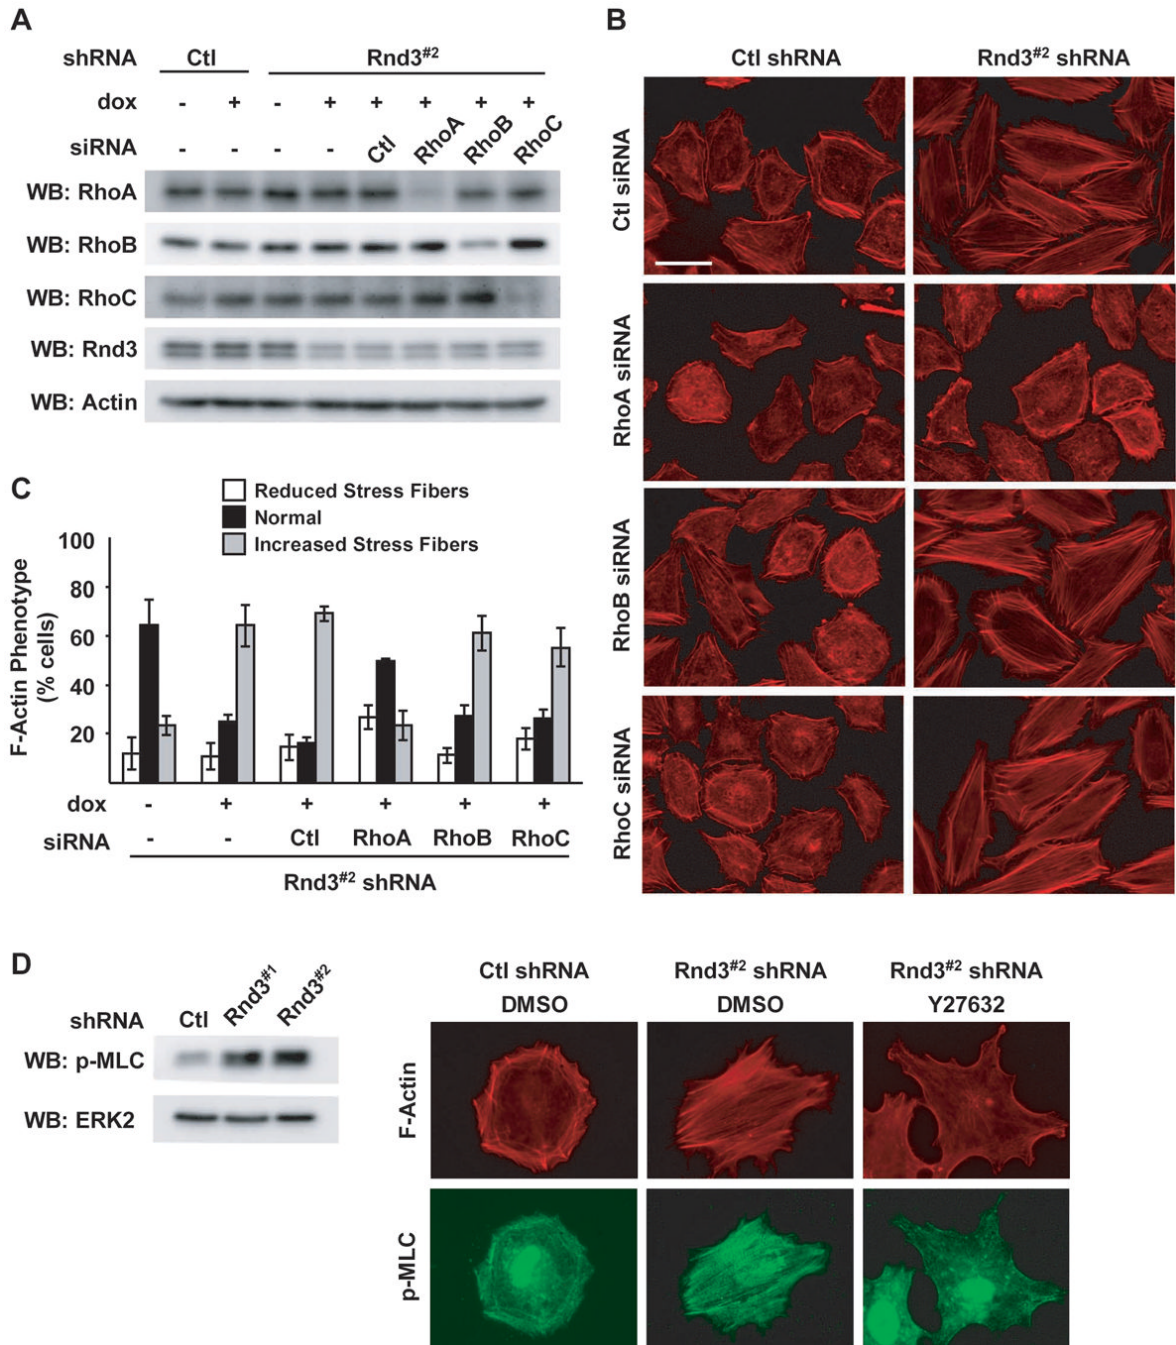 A
shRNA Ctl Rnd3#2
dox - + - + + + + +
siRNA - - - - Ctl RhoA RhoB RhoC
WB: RhoA
WB: RhoB
WB: RhoC
WB: Rnd3
WB: Actin
B
Ctl shRNA Rnd3#2 shRNA
Ctl siRNA
RhoA siRNA
RhoB siRNA
RhoC siRNA
C
Reduced Stress Fibers
Normal
Increased Stress Fibers
F-Actin Phenotype
(% cells)
100
80
60
40
20
dox - + + + + +
siRNA - - Ctl RhoA RhoB RhoC
Rnd3#2 shRNA
D
shRNA Ctl Rnd3#1 Rnd3#2
WB: p-MLC
WB: ERK2
Ctl shRNA Rnd3#2 shRNA Rnd3#2 shRNA
DMSO DMSO Y27632
F-Actin
p-MLC